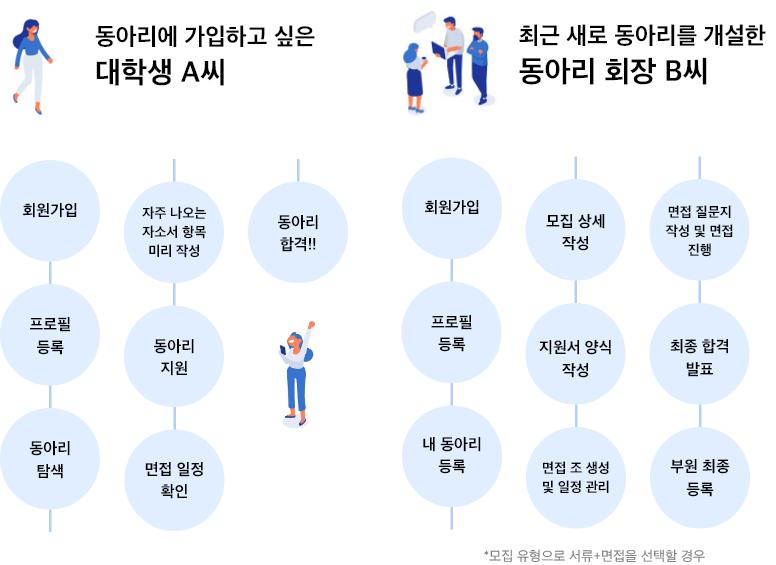 동아리에 가입하고 싶은
대학생 A씨
회원가입
프로필
등록
동아리
탐색
자주 나오는
자소서 항목
미리 작성
동아리
지원
면접 일정
확인
동아리
합격!!
최근 새로 동아리를 개설한
동아리 회장 B씨
회원가입
프로필
등록
내 동아리
등록
모집 상세
작성
지원서 양식
작성
면접 조 생성
및 일정 관리
면접 질문지
작성 및 면접
진행
최종 합격
발표
부원 최종
등록
*모집 유형으로 서류+면접을 선택할 경우